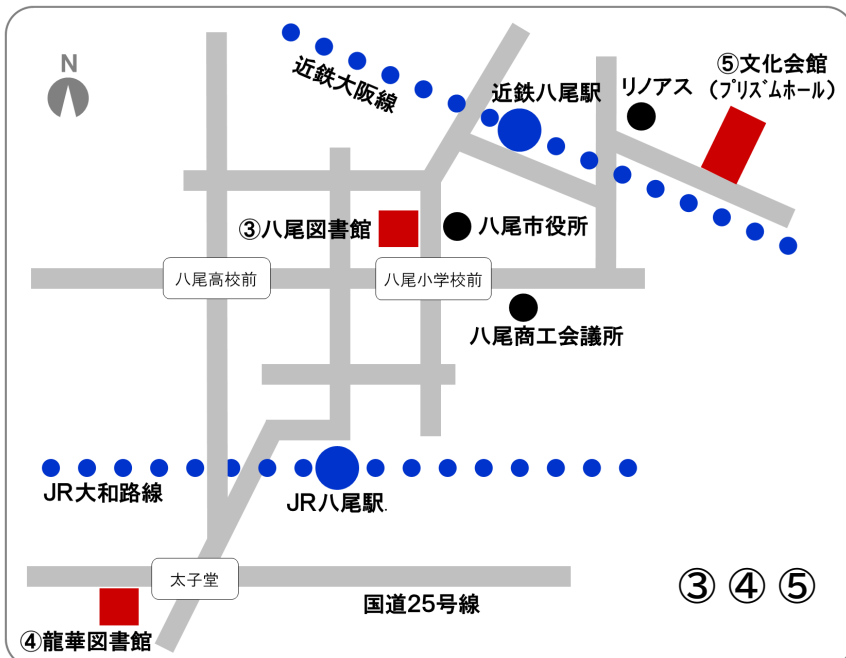 N
近鉄大阪線
近鉄八尾駅
リノアス
⑤文化会館
(プリズムホール)
③八尾図書館
八尾市役所
八尾高校前
八尾小学校前
八尾商工会議所
JR大和路線
JR八尾駅.
太子堂
国道25号線
③ ④ ⑤
④龍華図書館